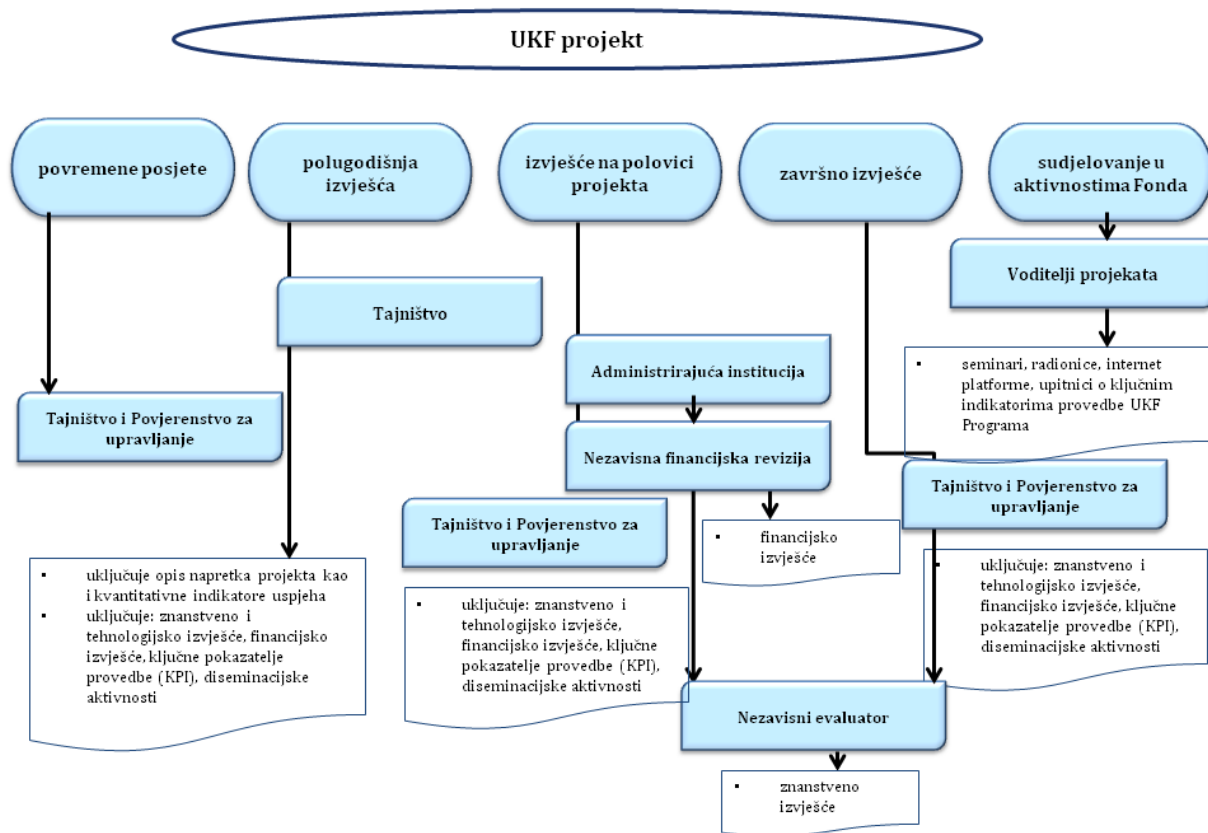 UKF projekt
povremene posjete
polugodišnja
izvješća
izvješće na polovici
projekta
završno izvješće
sudjelovanje u
aktivnostima Fonda
Voditelji projekata
Tajništvo
Administrirajuća institucija
▪ seminari, radionice, internet
platforme, upitnici o ključnim
indikatorima provedbe UKF
Programa
Tajništvo i Povjerenstvo za
upravljanje
Nezavisna financijska revizija
Tajništvo i Povjerenstvo za
upravljanje
Tajništvo i Povjerenstvo za
upravljanje
▪ financijsko
izvješće
▪ uključuje opis napretka projekta kao
i kvantitativne indikatore uspjeha
▪ uključuje: znanstveno i
tehnologijsko izvješće, financijsko
izvješće, ključne pokazatelje
provedbe (KPI), diseminacijske
aktivnosti
▪ uključuje: znanstveno i
tehnologijsko izvješće,
financijsko izvješće, ključne
pokazatelje provedbe (KPI),
diseminacijske aktivnosti
▪ uključuje: znanstveno i
tehnologijsko izvješće,
financijsko izvješće, ključne
pokazatelje provedbe (KPI),
diseminacijske aktivnosti
Nezavisni evaluator
▪ znanstveno
izvješće